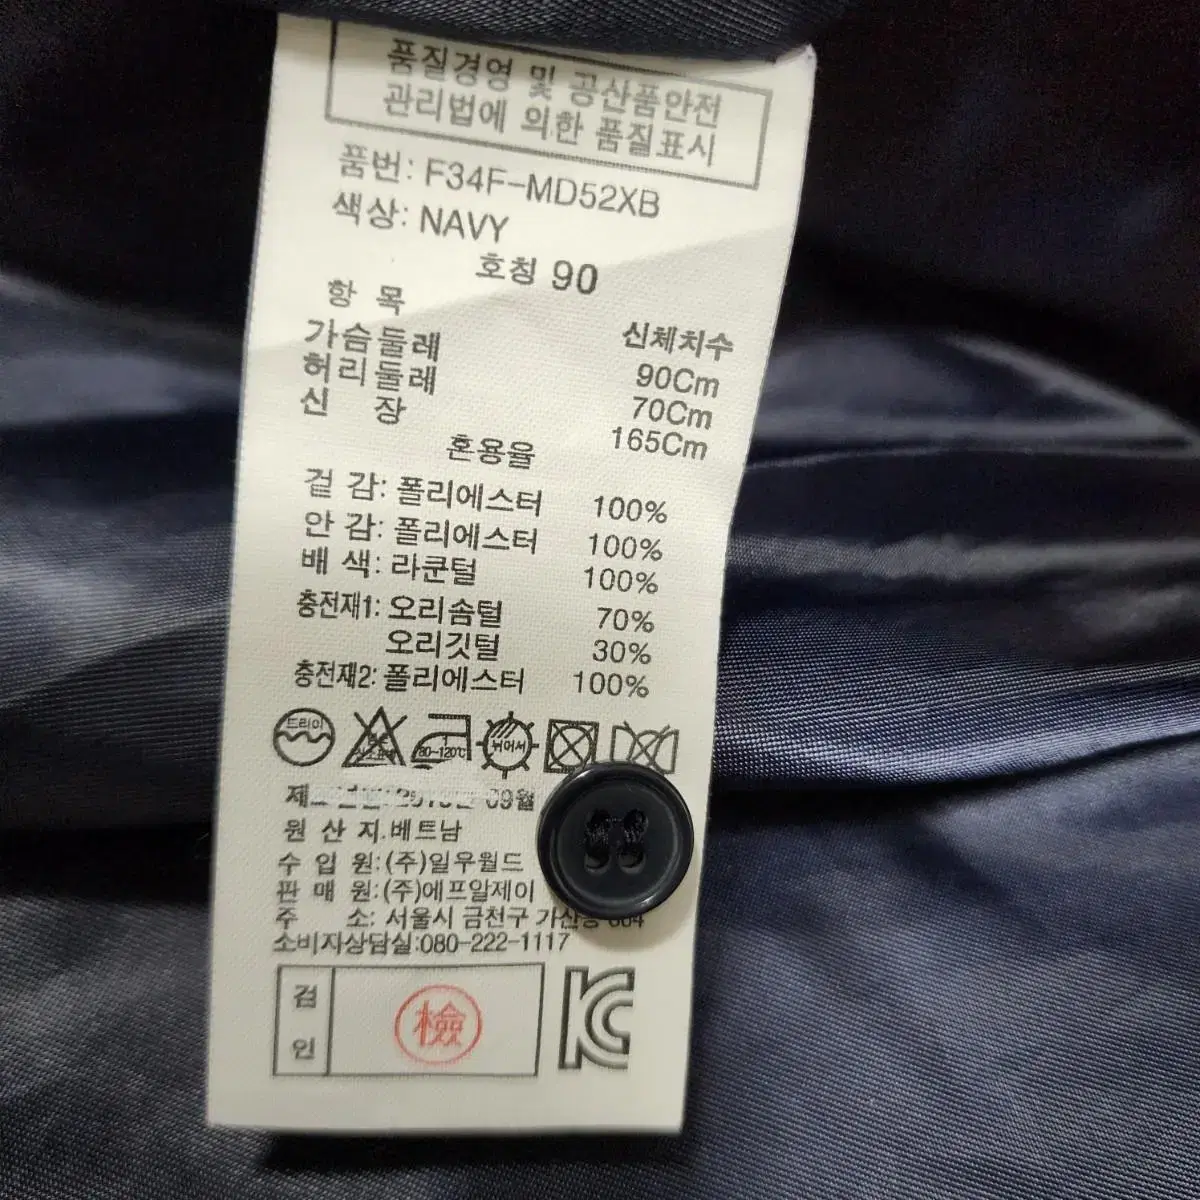 품질경영 및 공산품안전
관리법에 의한 품질표시
품번: F34F-MD52XB
색상: NAVY
호칭 90
항 목 신체치수
가슴둘레 90Cm
허리둘레 70Cm
신 장 165Cm
혼용율
겉 감: 폴리에스터 100%
안 감: 폴리에스터 100%
배 색: 라쿤털 100%
충전재1: 오리솜털 70%
오리깃털 30%
충전재2: 폴리에스터 100%
드라이
80~120℃
뉘어서
09월
원 산 지.베트남
수 입 원:(주)일우월드
판 매 원:(주)에프알제이
주 소: 서울시 금천구
소비자상담실:080-222-1117
검
인
檢
KC